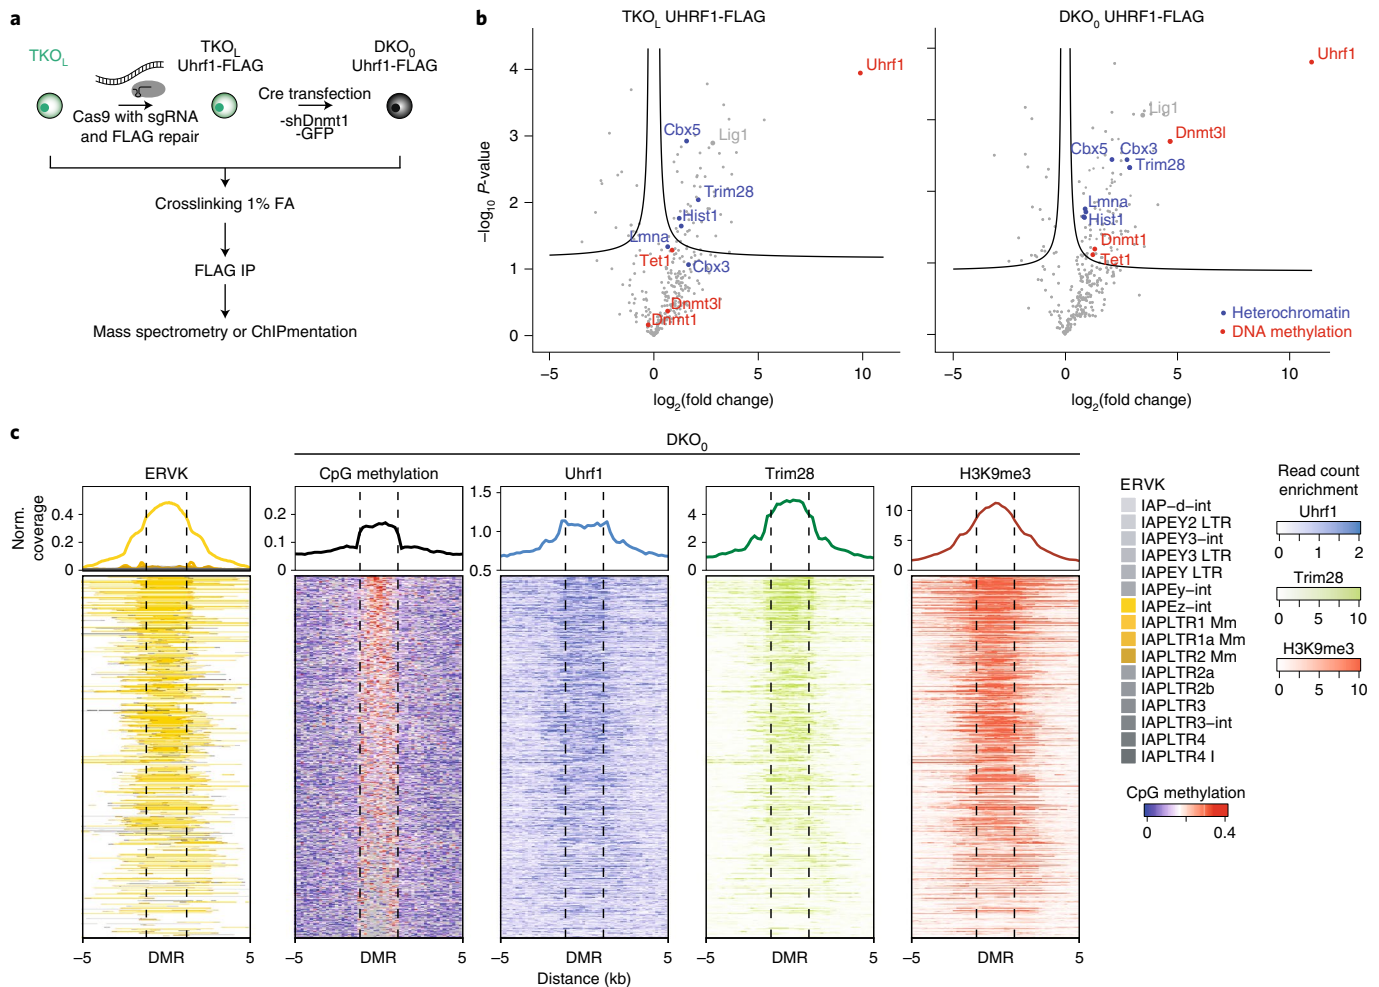 a
TKOL
TKOL
Uhrf1-FLAG
DKO0
Uhrf1-FLAG
Cas9 with sgRNA
and FLAG repair
Cre transfection
-shDnmt1
-GFP
Crosslinking 1% FA
FLAG IP
Mass spectrometry or ChIPmentation
b
TKOL UHRF1-FLAG
–log10 P-value
4
3
2
1
0
–5 0 5 10
log2(fold change)
Uhrf1
Cbx5
Lig1
Trim28
Hist1
Lmna
Tet1
Cbx3
Dnmt3l
Dnmt1
DKO0 UHRF1-FLAG
Uhrf1
Lig1
Dnmt3l
Cbx5 Cbx3
Trim28
Lmna
Hist1
Dnmt1
Tet1
Heterochromatin
DNA methylation
–5 0 5 10
log2(fold change)
c
DKO0
ERVK CpG methylation Uhrf1 Trim28 H3K9me3
Norm.
coverage
0.4
0.2
0
0.2
0.1
0
1.5
1.0
0.5
4
2
0
10
5
0
–5 DMR 5
–5 DMR 5
–5 DMR 5
–5 DMR 5
–5 DMR 5
Distance (kb)
ERVK
IAP–d–int
IAPEY2 LTR
IAPEY3–int
IAPEY3 LTR
IAPEY LTR
IAPEy–int
IAPEz–int
IAPLTR1 Mm
IAPLTR1a Mm
IAPLTR2 Mm
IAPLTR2a
IAPLTR2b
IAPLTR3
IAPLTR3–int
IAPLTR4
IAPLTR4 I
CpG methylation
0 0.4
Read count
enrichment
Uhrf1
0 1 2
Trim28
0 5 10
H3K9me3
0 5 10